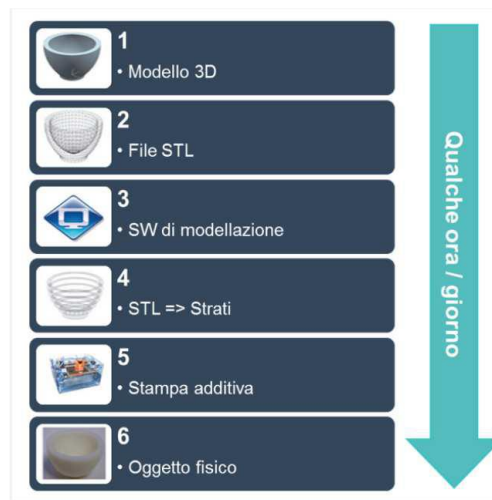 1
• Modello 3D
2
• File STL
3
• SW di modellazione
4
• STL => Strati
5
• Stampa additiva
6
• Oggetto fisico
Qualche ora / giorno